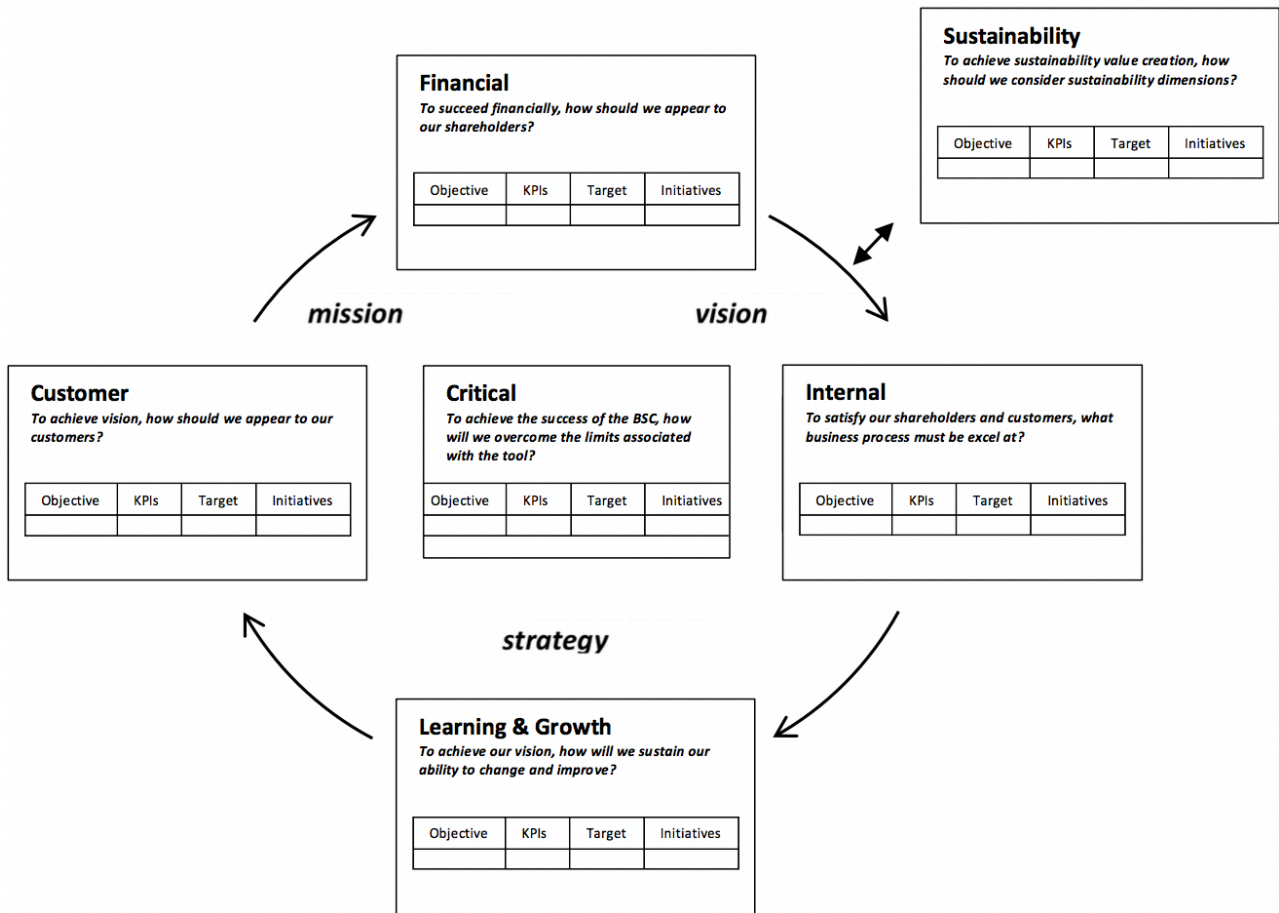 Sustainability
To achieve sustainability value creation, how
should we consider sustainability dimensions?
Objective KPIs Target Initiatives
Financial
To succeed financially, how should we appear to
our shareholders?
Objective KPIs Target Initiatives
mission
vision
Customer
To achieve vision, how should we appear to our
customers?
Objective KPIs Target Initiatives
Critical
To achieve the success of the BSC, how
will we overcome the limits associated
with the tool?
Objective KPIs Target Initiatives
Internal
To satisfy our shareholders and customers, what
business process must be excel at?
Objective KPIs Target Initiatives
strategy
Learning & Growth
To achieve our vision, how will we sustain our
ability to change and improve?
Objective KPIs Target Initiatives